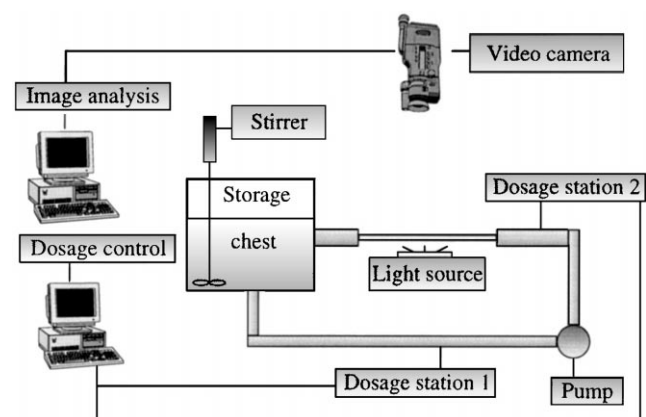 Video camera
Image analysis
Stirrer
Storage
chest
Dosage station 2
Dosage control
Light source
Dosage station 1
Pump